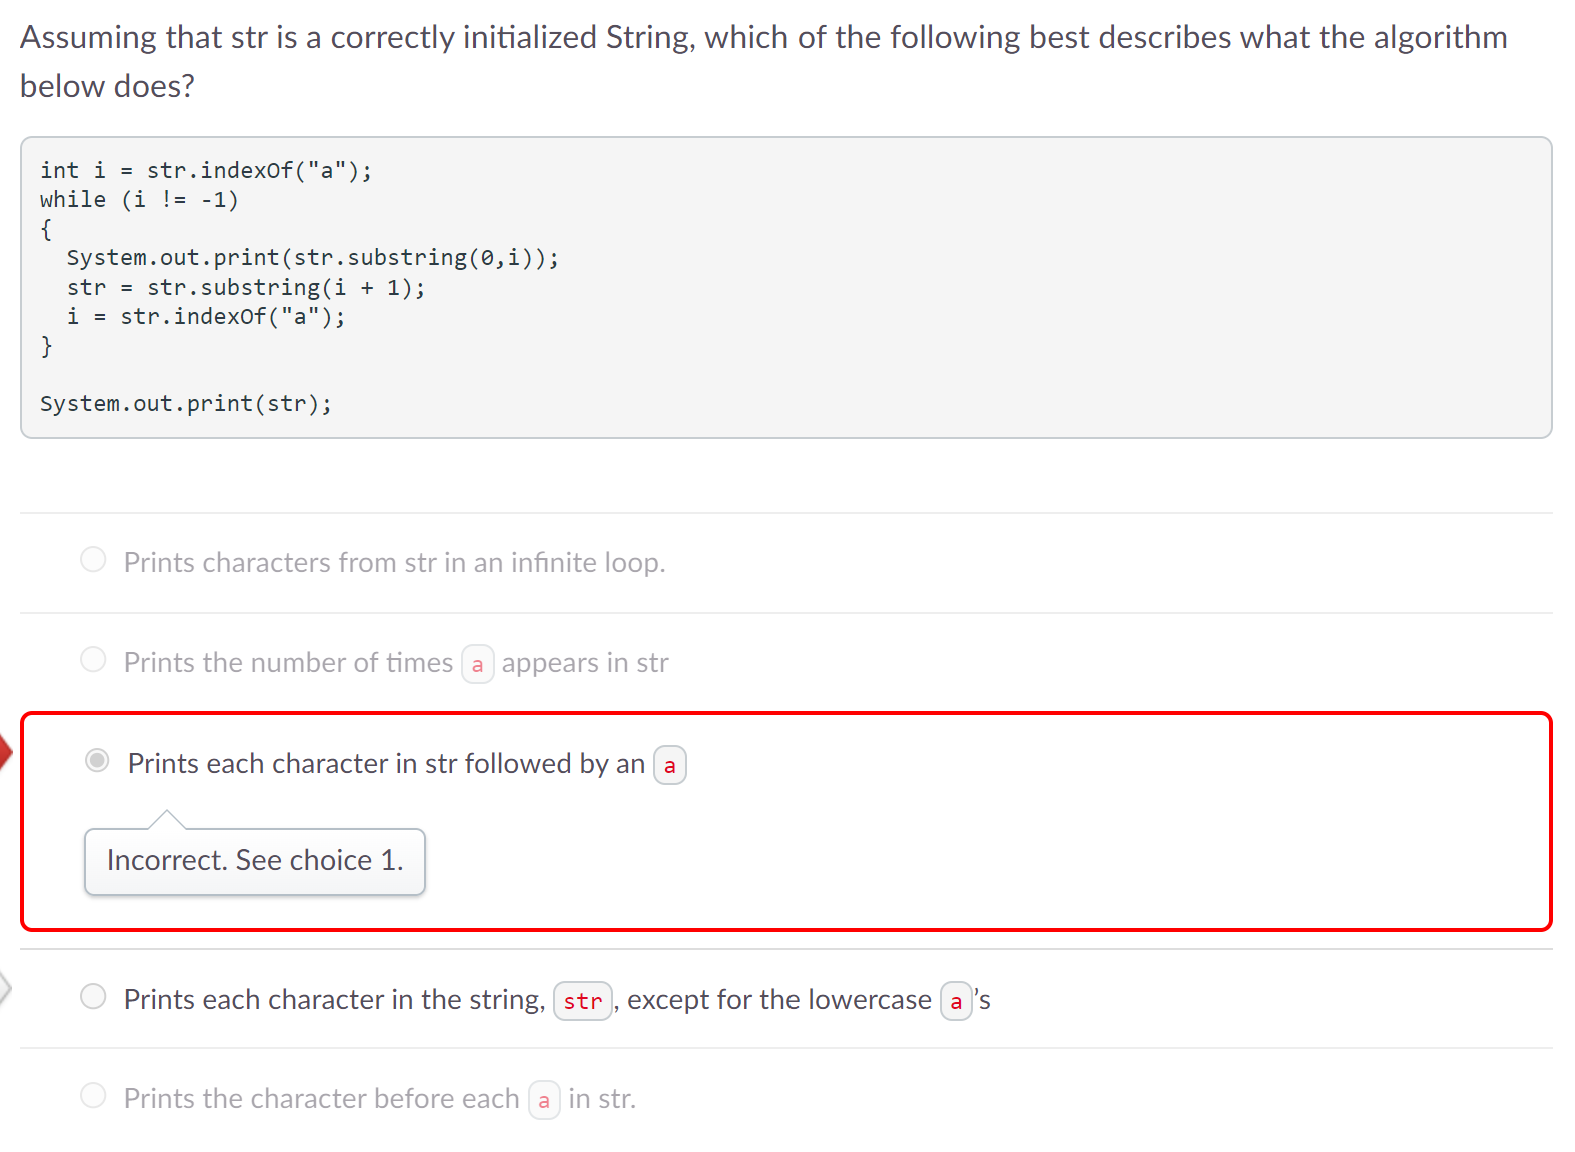 Assuming that str is a correctly initialized String, which of the following best describes what the algorithm
below does?
int i = str.indexOf("a");
while (i != -1)
{
  System.out.print(str.substring(0,i));
  str = str.substring(i + 1);
  i = str.indexOf("a");
}
System.out.print(str);
Prints characters from str in an infinite loop.
Prints the number of times a appears in str
Prints each character in str followed by an a
Incorrect. See choice 1.
Prints each character in the string, str, except for the lowercase a's
Prints the character before each a in str.